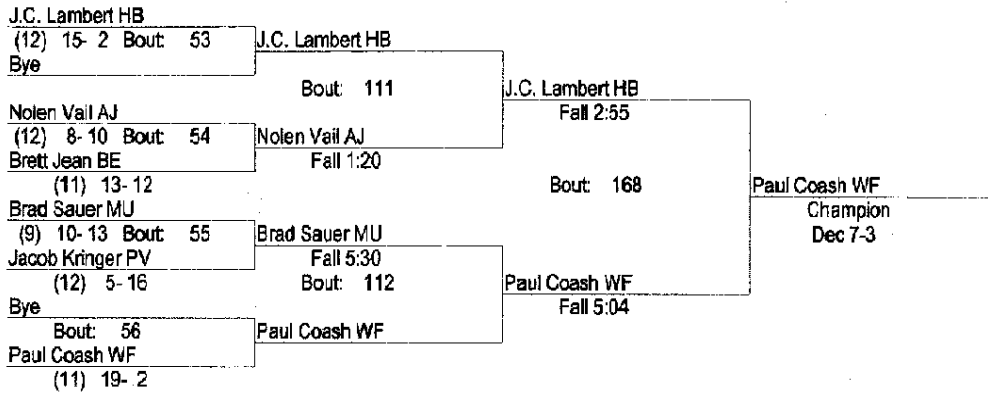 J.C. Lambert HB
(12) 15- 2 Bout: 53
Bye
J.C. Lambert HB
Bout: 111
Nolen Vail AJ
(12) 8- 10 Bout: 54
Brett Jean BE
(11) 13- 12
Nolen Vail AJ
Fall 1:20
J.C. Lambert HB
Fall 2:55
Bout: 168
Brad Sauer MU
(9) 10- 13 Bout: 55
Jacob Kringer PV
(12) 5- 16
Brad Sauer MU
Fall 5:30
Bout: 112
Bye
Bout: 56
Paul Coash WF
(11) 19- 2
Paul Coash WF
Paul Coash WF
Fall 5:04
Paul Coash WF
Champion
Dec 7-3